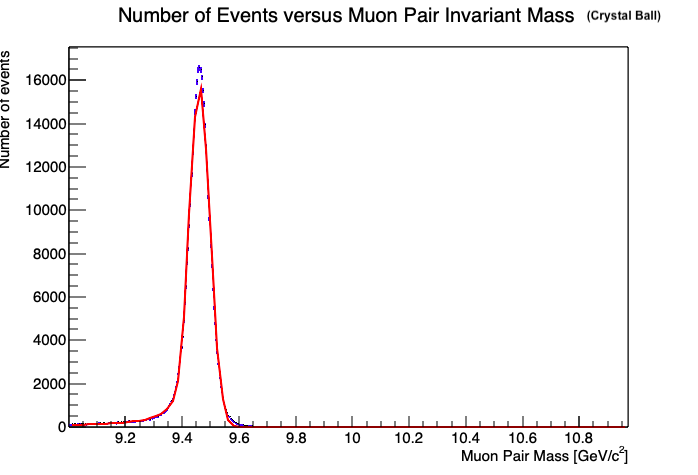 Number of Events versus Muon Pair Invariant Mass (Crystal Ball)
Number of events
16000
14000
12000
10000
8000
6000
4000
2000
0
9.2 9.4 9.6 9.8 10 10.2 10.4 10.6 10.8
Muon Pair Mass [GeV/c²]